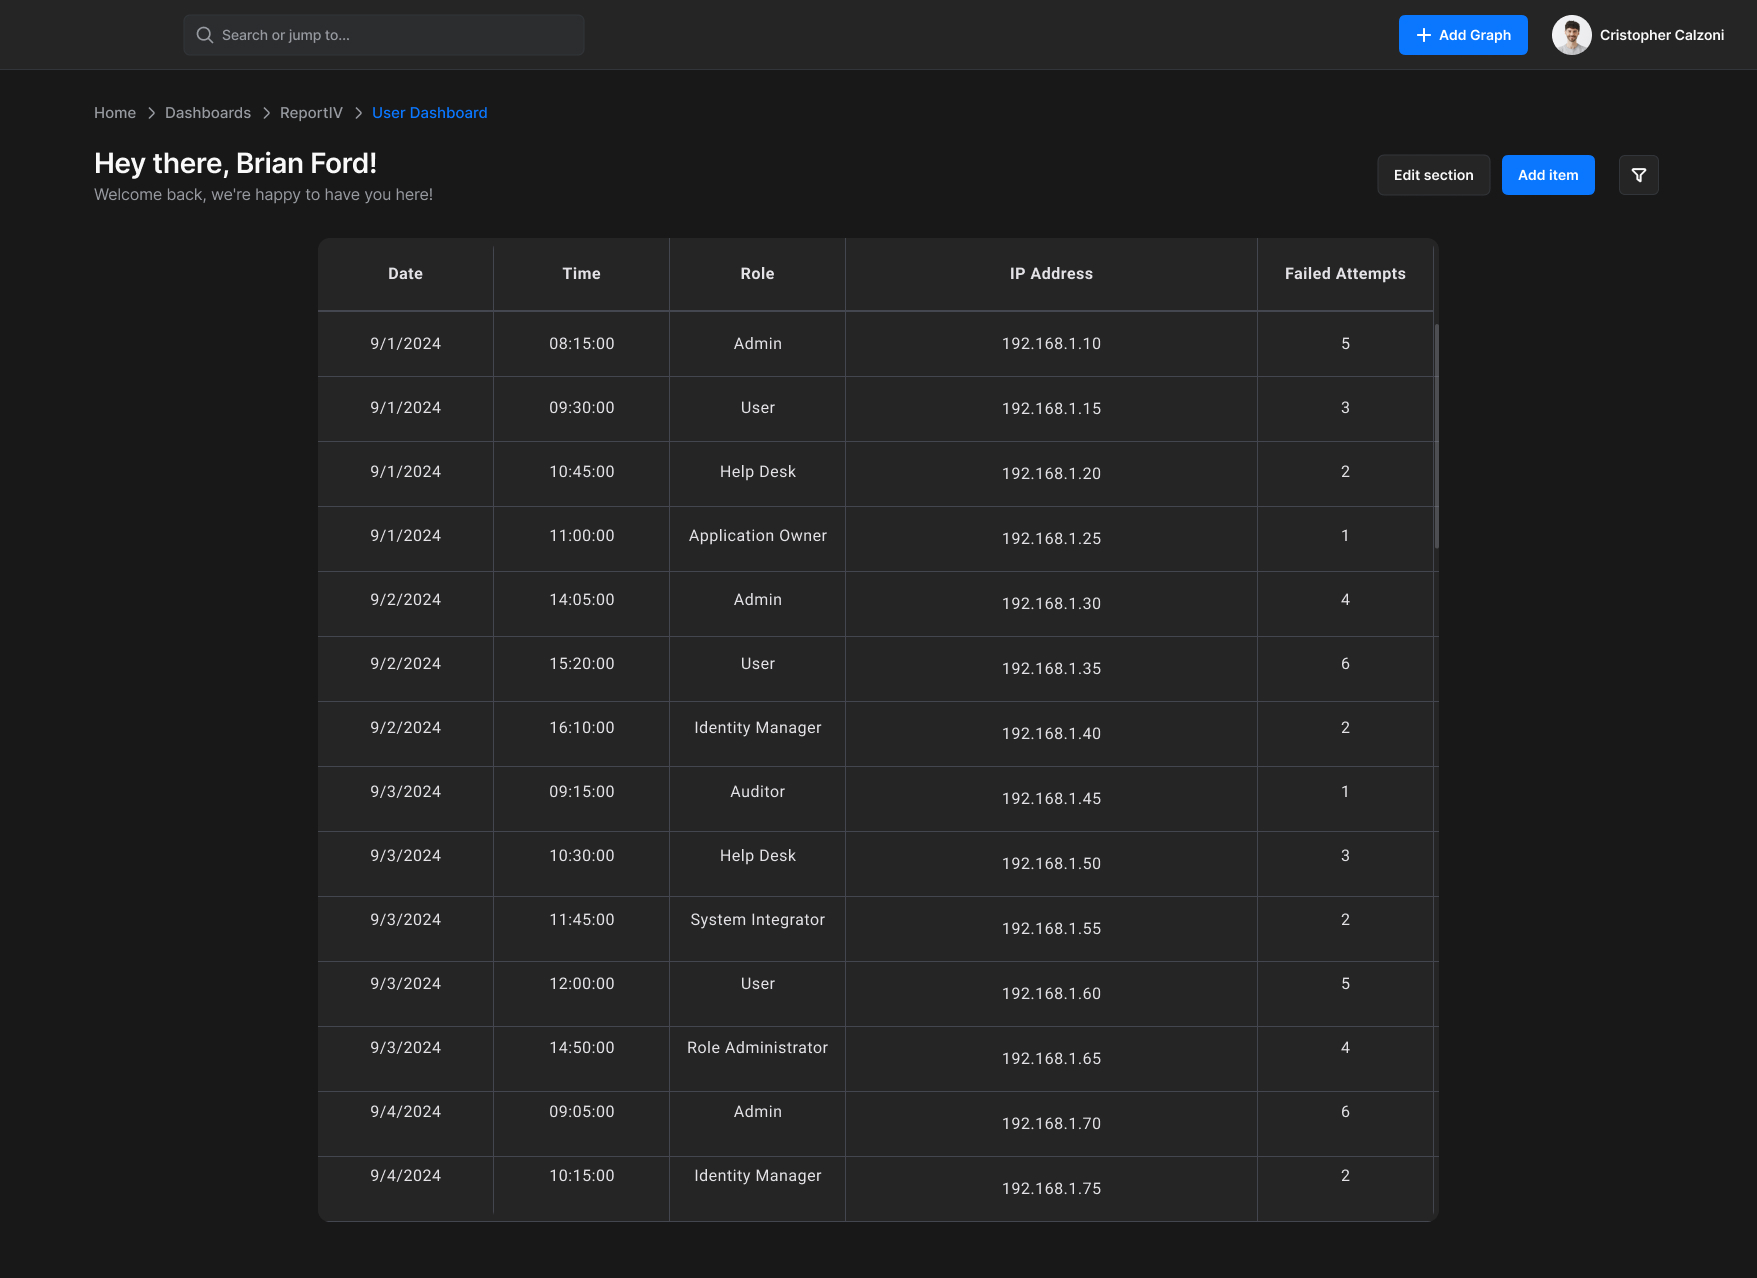 Search or jump to...
Add Graph
Cristopher Calzoni
Home
Dashboards
ReportIV
User Dashboard
Hey there, Brian Ford!
Welcome back, we're happy to have you here!
Edit section
Add item
Date Time Role IP Address Failed Attempts
9/1/2024 08:15:00 Admin 192.168.1.10 5
9/1/2024 09:30:00 User 192.168.1.15 3
9/1/2024 10:45:00 Help Desk 192.168.1.20 2
9/1/2024 11:00:00 Application Owner 192.168.1.25 1
9/2/2024 14:05:00 Admin 192.168.1.30 4
9/2/2024 15:20:00 User 192.168.1.35 6
9/2/2024 16:10:00 Identity Manager 192.168.1.40 2
9/3/2024 09:15:00 Auditor 192.168.1.45 1
9/3/2024 10:30:00 Help Desk 192.168.1.50 3
9/3/2024 11:45:00 System Integrator 192.168.1.55 2
9/3/2024 12:00:00 User 192.168.1.60 5
9/3/2024 14:50:00 Role Administrator 192.168.1.65 4
9/4/2024 09:05:00 Admin 192.168.1.70 6
9/4/2024 10:15:00 Identity Manager 192.168.1.75 2